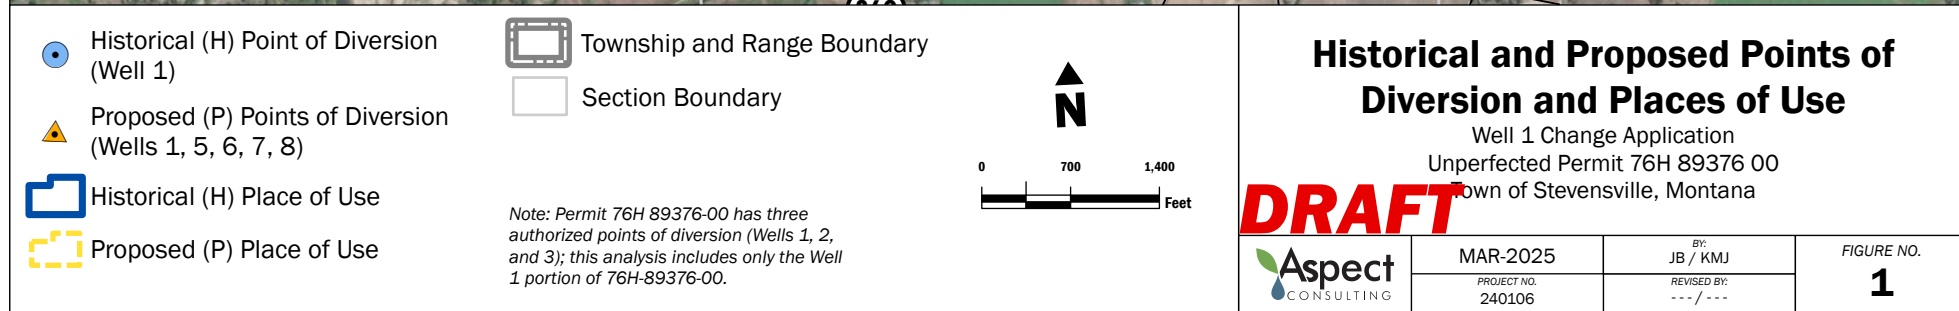 Historical (H) Point of Diversion
(Well 1)
Proposed (P) Points of Diversion
(Wells 1, 5, 6, 7, 8)
Historical (H) Place of Use
Proposed (P) Place of Use
Township and Range Boundary
Section Boundary
Note: Permit 76H 89376-00 has three
authorized points of diversion (Wells 1, 2,
and 3); this analysis includes only the Well
1 portion of 76H-89376-00.
N
0 700 1,400
Feet
Historical and Proposed Points of
Diversion and Places of Use
Well 1 Change Application
Unperfected Permit 76H 89376 00
Town of Stevensville, Montana
DRAFT
Aspect
CONSULTING
MAR-2025
PROJECT NO.
240106
BY:
JB / KMJ
REVISED BY:
- - - / - - -
FIGURE NO.
1